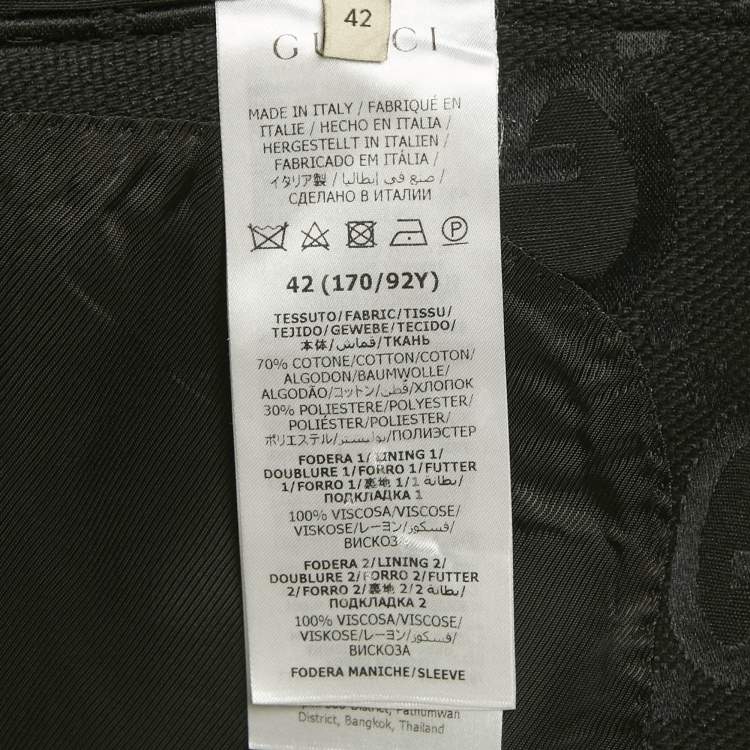 42
GUCCI
MADE IN ITALY / FABRIQUÉ EN
ITALIE / HECHO EN ITALIA /
HERGESTELLT IN ITALIEN /
FABRICADO EM ITÁLIA /
イタリア製 / صنع في إيطاليا /
СДЕЛАНО В ИТАЛИИ
P
42 (170/92Y)
TESSUTO/FABRIC/TISSU/
TEJIDO/GEWEBE/TECIDO/
本体/قماش/ТКАНЬ
70% COTONE/COTTON/COTON/
ALGODON/BAUMWOLLE/
ALGODÃO/コットン/قطن/ХЛОПОК
30% POLIESTERE/POLYESTER/
POLIÉSTER/POLYESTER/
ポリエステル/بوليستر/ПОЛИЭСТЕР
FODERA 1/LINING 1/
DOUBLURE 1/FORRO 1/FUTTER
1/FORRO 1/裏地 1/1 بطانة/
ПОДКЛАДКА 1
100% VISCOSA/VISCOSE/
VISKOSE/レーヨン/فسكوز/
ВИСКОЗ
FODERA 2/LINING 2/
DOUBLURE 2/FORRO 2/FUTTER
2/FORRO 2/裏地 2/2 بطانة/
ПОДКЛАДКА 2
100% VISCOSA/VISCOSE/
VISKOSE/レーヨン/فسكوز/
ВИСКОЗА
FODERA MANICHE/SLEEVE
District, Pathumwan
District, Bangkok, Thailand